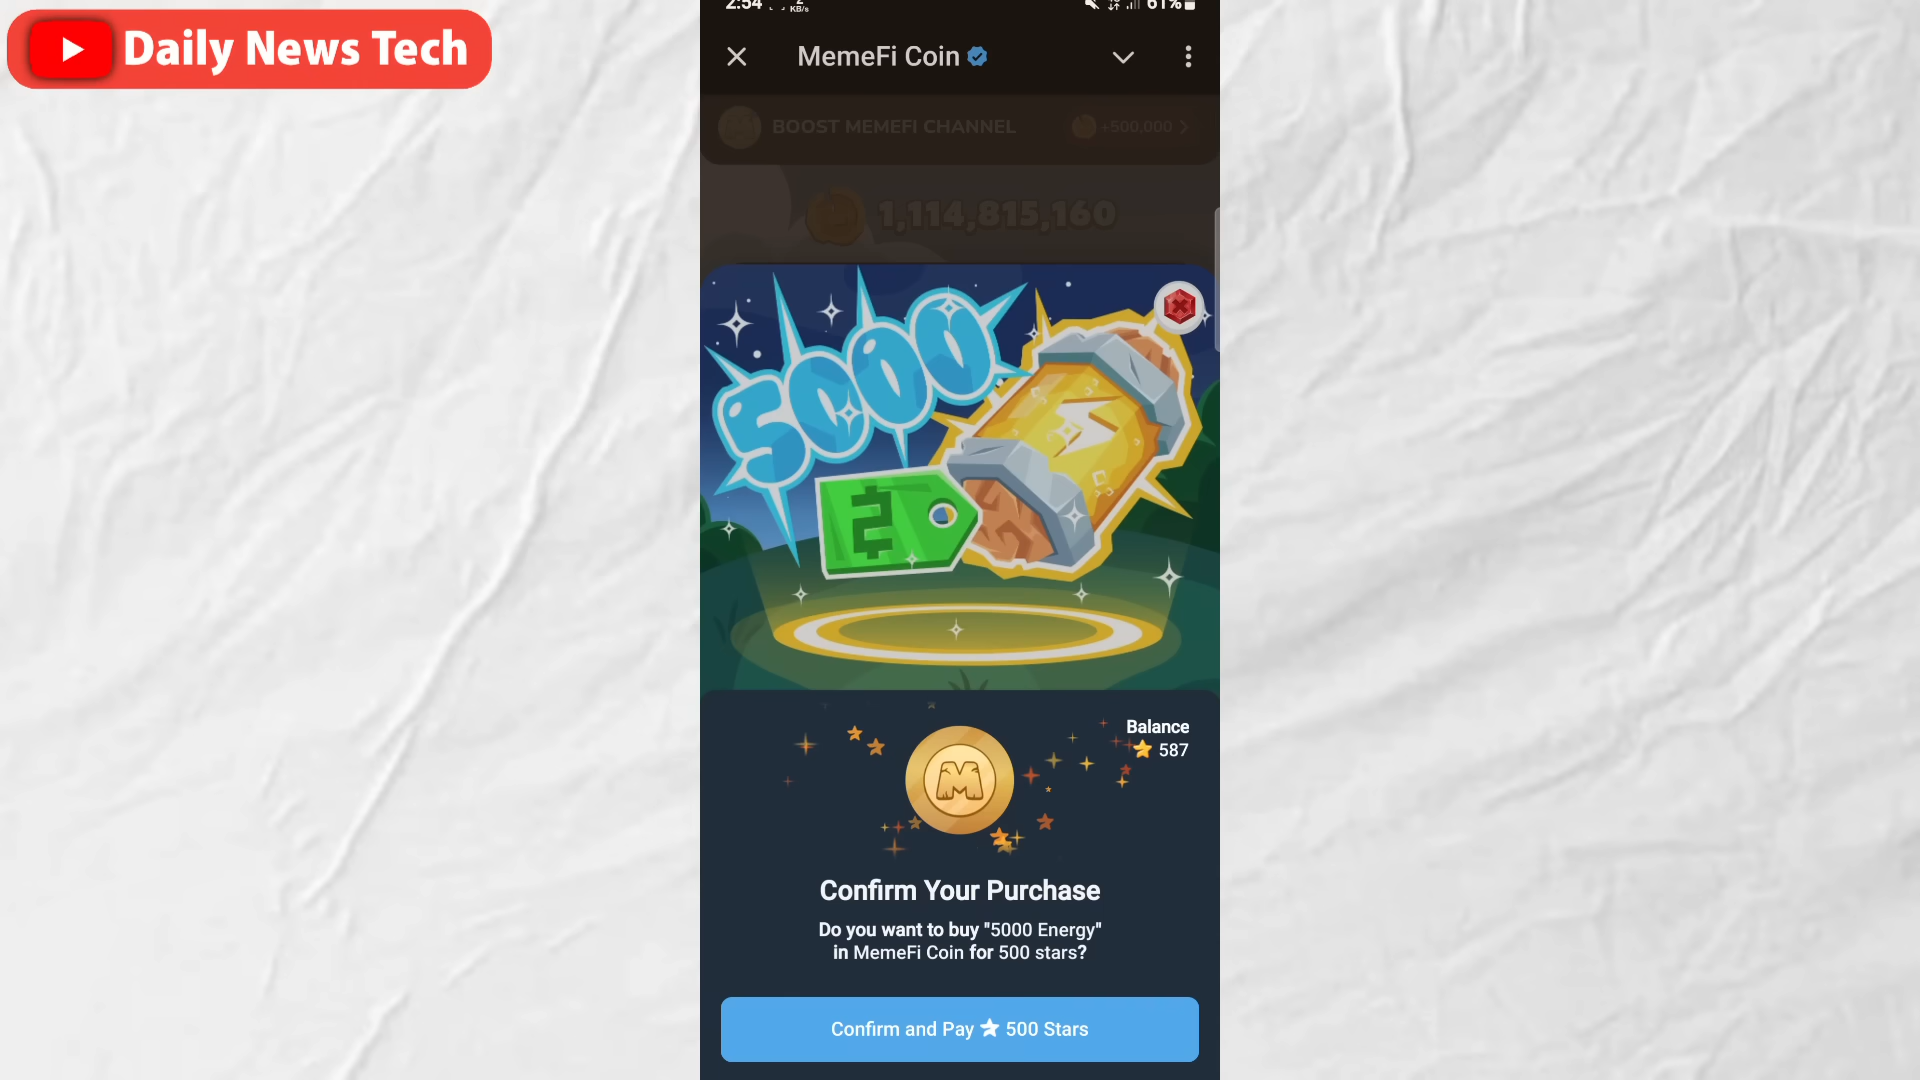 Daily News Tech
2:54
KB/s
61%
MemeFi Coin
BOOST MEMEFI CHANNEL
+500,000
1,114,815,160
5000
Balance
587
M
Confirm Your Purchase
Do you want to buy "5000 Energy"
in MemeFi Coin for 500 stars?
Confirm and Pay ⭐ 500 Stars